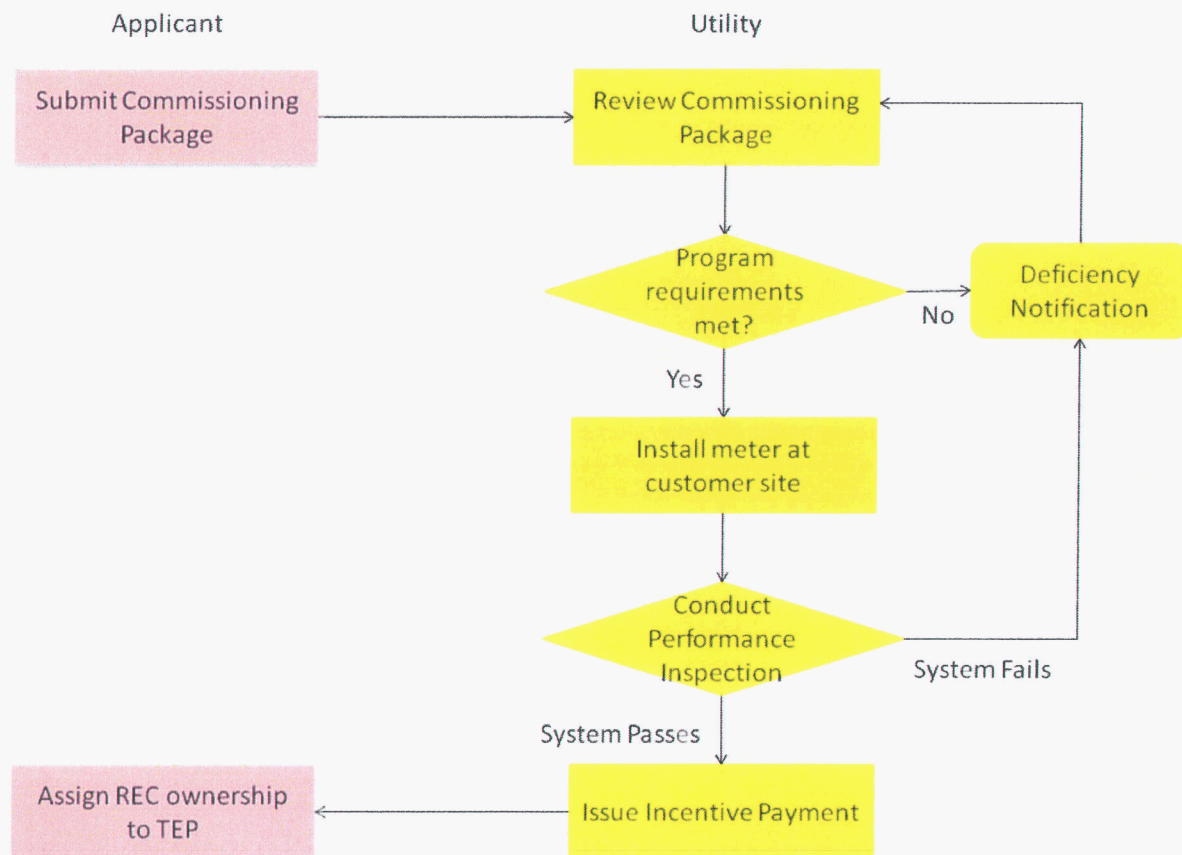 Applicant
Utility
Submit Commissioning
Package
Review Commissioning
Package
Program
requirements
met?
No
Deficiency
Notification
Yes
Install meter at
customer site
Conduct
Performance
Inspection
System Fails
System Passes
Issue Incentive Payment
Assign REC ownership
to TEP